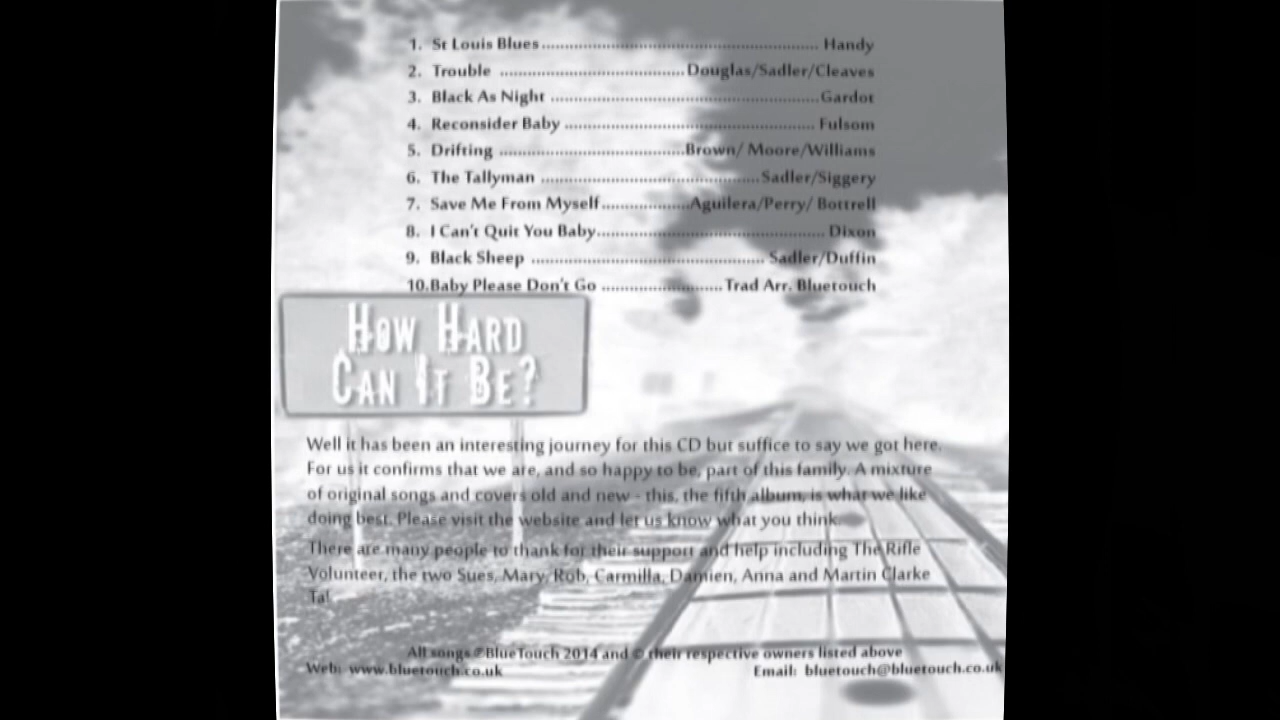 1. St Louis Blues........................................................... Handy
2. Trouble ........................................Douglas/Sadler/Cleaves
3. Black As Night ..........................................................Gardot
4. Reconsider Baby ...................................................... Fulsom
5. Drifting ........................................Brown/ Moore/Williams
6. The Tallyman ...............................................Sadler/Siggery
7. Save Me From Myself...................Aguilera/Perry/ Bottrell
8. I Can't Quit You Baby................................................. Dixon
9. Black Sheep .................................................. Sadler/Duffin
10.Baby Please Don't Go ..........................Trad Arr. Bluetouch
How Hard
Can It Be?
Well it has been an interesting journey for this CD but suffice to say we got here.
For us it confirms that we are, and so happy to be, part of this family. A mixture
of original songs and covers old and new - this, the fifth album, is what we like
doing best. Please visit the website and let us know what you think.
There are many people to thank for their support and help including The Rifle
Volunteer, the two Sues, Mary, Rob, Carmilla, Damien, Anna and Martin Clarke
Ta!
All songs ℗ BlueTouch 2014 and © their respective owners listed above
Web: www.bluetouch.co.uk Email: bluetouch@bluetouch.co.uk